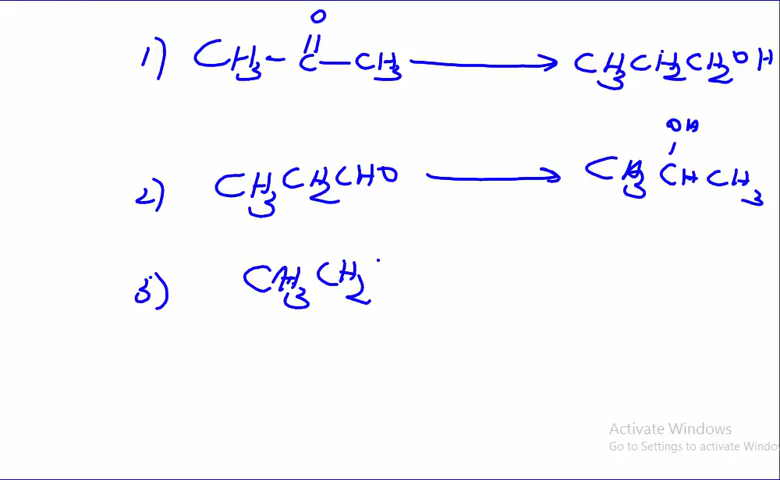 O
1) CH3-C-CH3 → CH3CH2CH2OH
OH
2) CH3CH2CHO → CH3CHCH3
3) CH3CH2
Activate Windows
Go to Settings to activate Windo